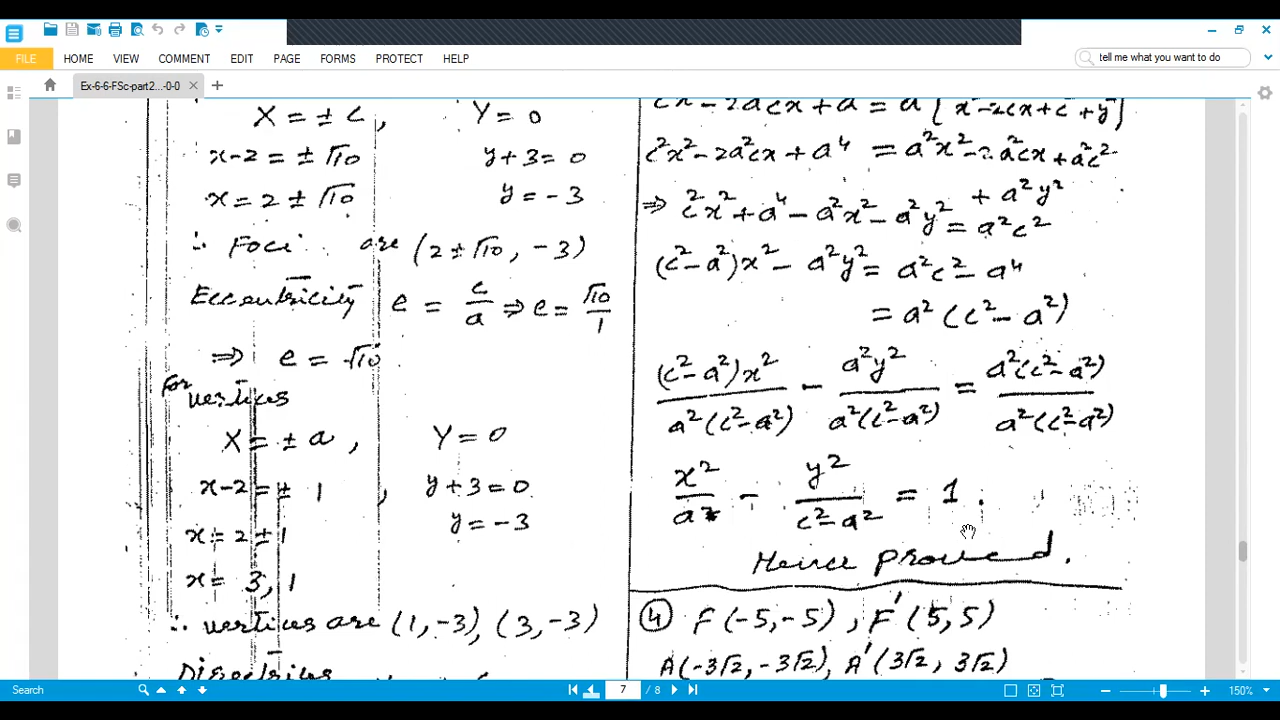 FILE HOME VIEW COMMENT EDIT PAGE FORMS PROTECT HELP
tell me what you want to do
Ex-6-6-FSc-part2...-0-0
X = ± c, Y = 0
x-2 = ±√10 y+3 = 0
x = 2 ± √10 y = -3
∴ Foci are (2±√10, -3)
Eccentricity e = c/a ⇒ e = √10/1
⇒ e = √10
for vertices
X = ± a, Y = 0
x-2 = ± 1, y+3 = 0
y = -3
x = 2 ± 1
x = 3, 1
∴ vertices are (1, -3), (3, -3)
Directrices
c²x² - 2a²cx + a⁴ = a²x² - 2a²cx + a²c²
+ a²y²
⇒ c²x² + a⁴ - a²x² - a²y² = a²c²
(c²-a²)x² - a²y² = a²c² - a⁴
= a²(c² - a²)
(c²-a²)x²/a²(c²-a²) - a²y²/a²(c²-a²) = a²(c²-a²)/a²(c²-a²)
x²/a² - y²/c²-a² = 1.
Hence proved.
④ F(-5,-5), F'(5,5)
A(-3√2, -3√2), A'(3√2, 3√2)
Search 7 / 8 150%